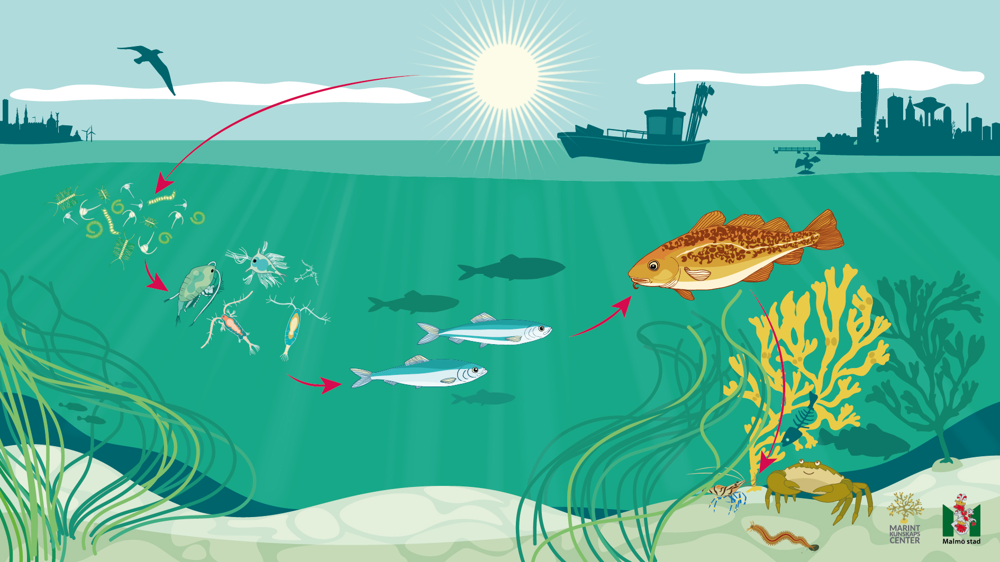 MARINT
KUNSKAPS
CENTER
Malmö stad